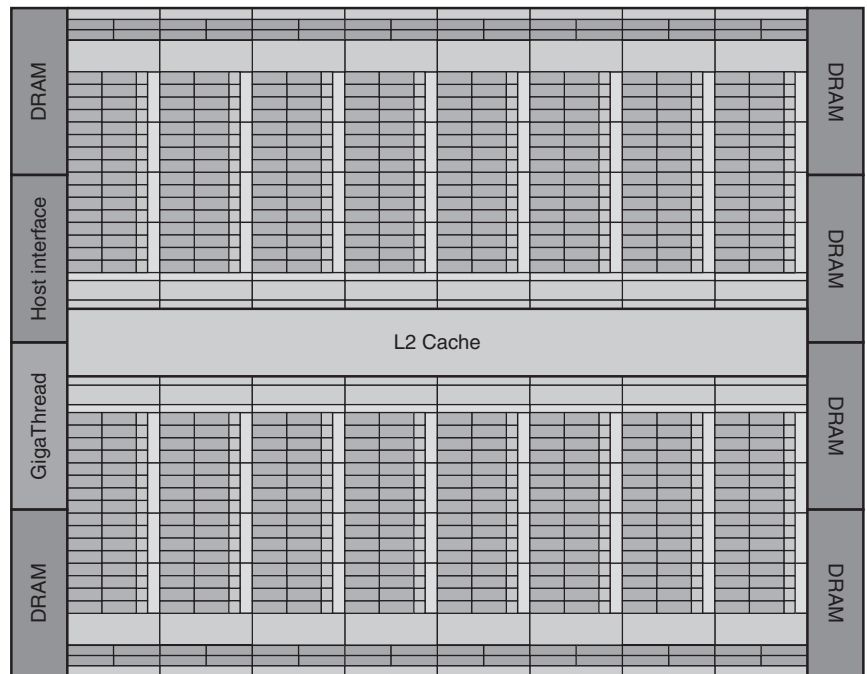 DRAM
Host interface
GigaThread
DRAM
L2 Cache
DRAM
DRAM
DRAM
DRAM